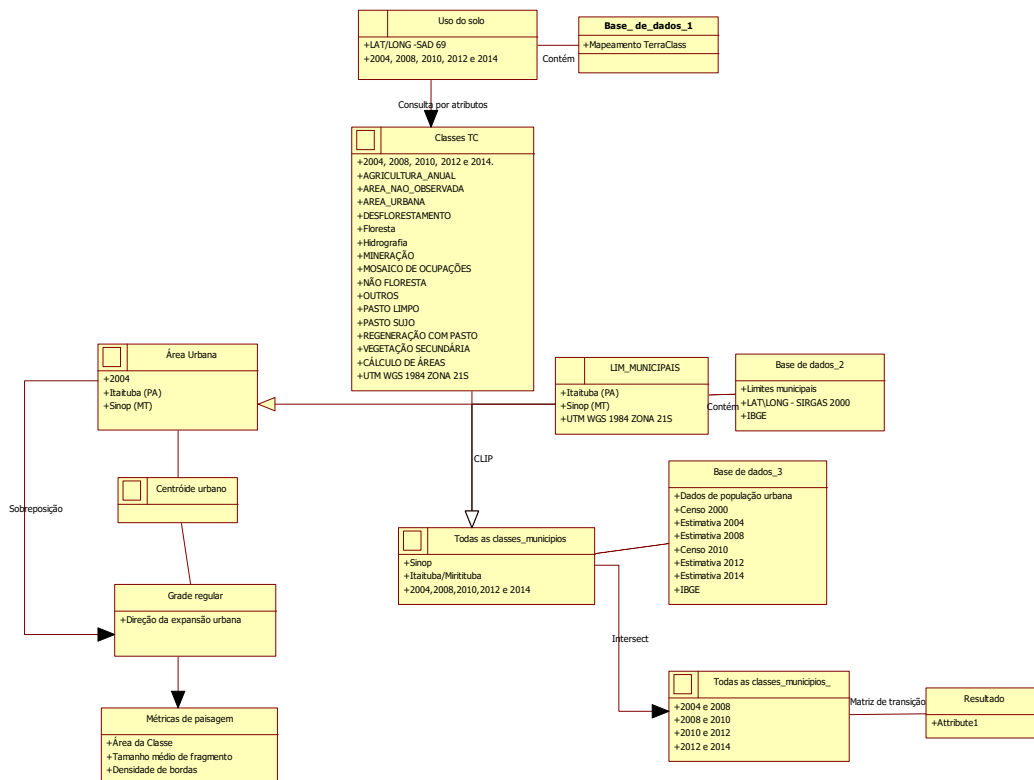 Uso do solo
+LAT/LONG -SAD 69
+2004, 2008, 2010, 2012 e 2014
Contém
Base_ de_dados_1
+Mapeamento TerraClass
Consulta por atributos
Classes TC
+2004, 2008, 2010, 2012 e 2014.
+AGRICULTURA_ANUAL
+AREA_NAO_OBSERVADA
+AREA_URBANA
+DESFLORESTAMENTO
+Floresta
+Hidrografia
+MINERAÇÃO
+MOSAICO DE OCUPAÇÕES
+NÃO FLORESTA
+OUTROS
+PASTO LIMPO
+PASTO SUJO
+REGENERAÇÃO COM PASTO
+VEGETAÇÃO SECUNDÁRIA
+CÁLCULO DE ÁREAS
+UTM WGS 1984 ZONA 21S
Área Urbana
+2004
+Itaituba (PA)
+Sinop (MT)
LIM_MUNICIPAIS
+Itaituba (PA)
+Sinop (MT)
+UTM WGS 1984 ZONA 21S
Contém
Base de dados_2
+Limites municipais
+LAT\LONG - SIRGAS 2000
+IBGE
CLIP
Centróide urbano
Sobreposição
Base de dados_3
+Dados de população urbana
+Censo 2000
+Estimativa 2004
+Estimativa 2008
+Censo 2010
+Estimativa 2012
+Estimativa 2014
+IBGE
Todas as classes_municipios
+Sinop
+Itaituba/Miritituba
+2004,2008,2010,2012 e 2014
Grade regular
+Direção da expansão urbana
Intersect
Métricas de paisagem
+Área da Classe
+Tamanho médio de fragmento
+Densidade de bordas
Todas as classes_municipios_
+2004 e 2008
+2008 e 2010
+2010 e 2012
+2012 e 2014
Matriz de transição
Resultado
+Attribute1